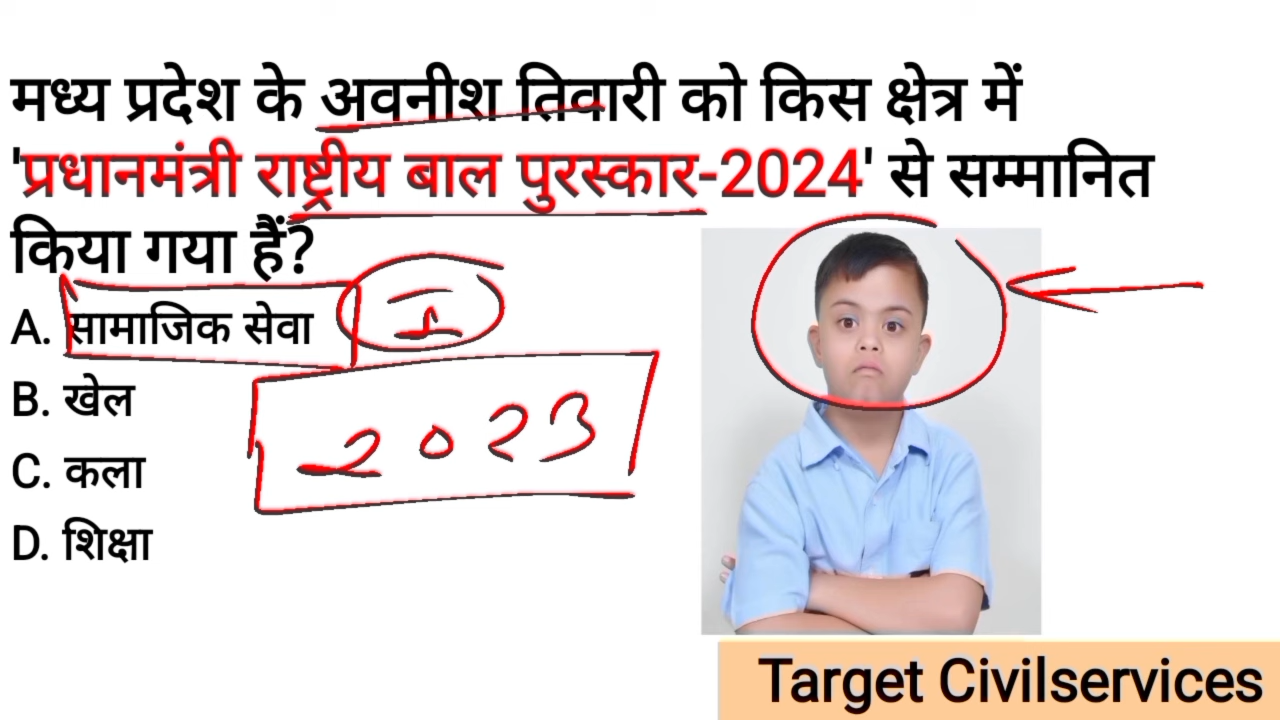 मध्य प्रदेश के अवनीश तिवारी को किस क्षेत्र में
'प्रधानमंत्री राष्ट्रीय बाल पुरस्कार-2024' से सम्मानित
किया गया हैं?
A. सामाजिक सेवा
I
B. खेल
2023
C. कला
D. शिक्षा
Target Civilservices